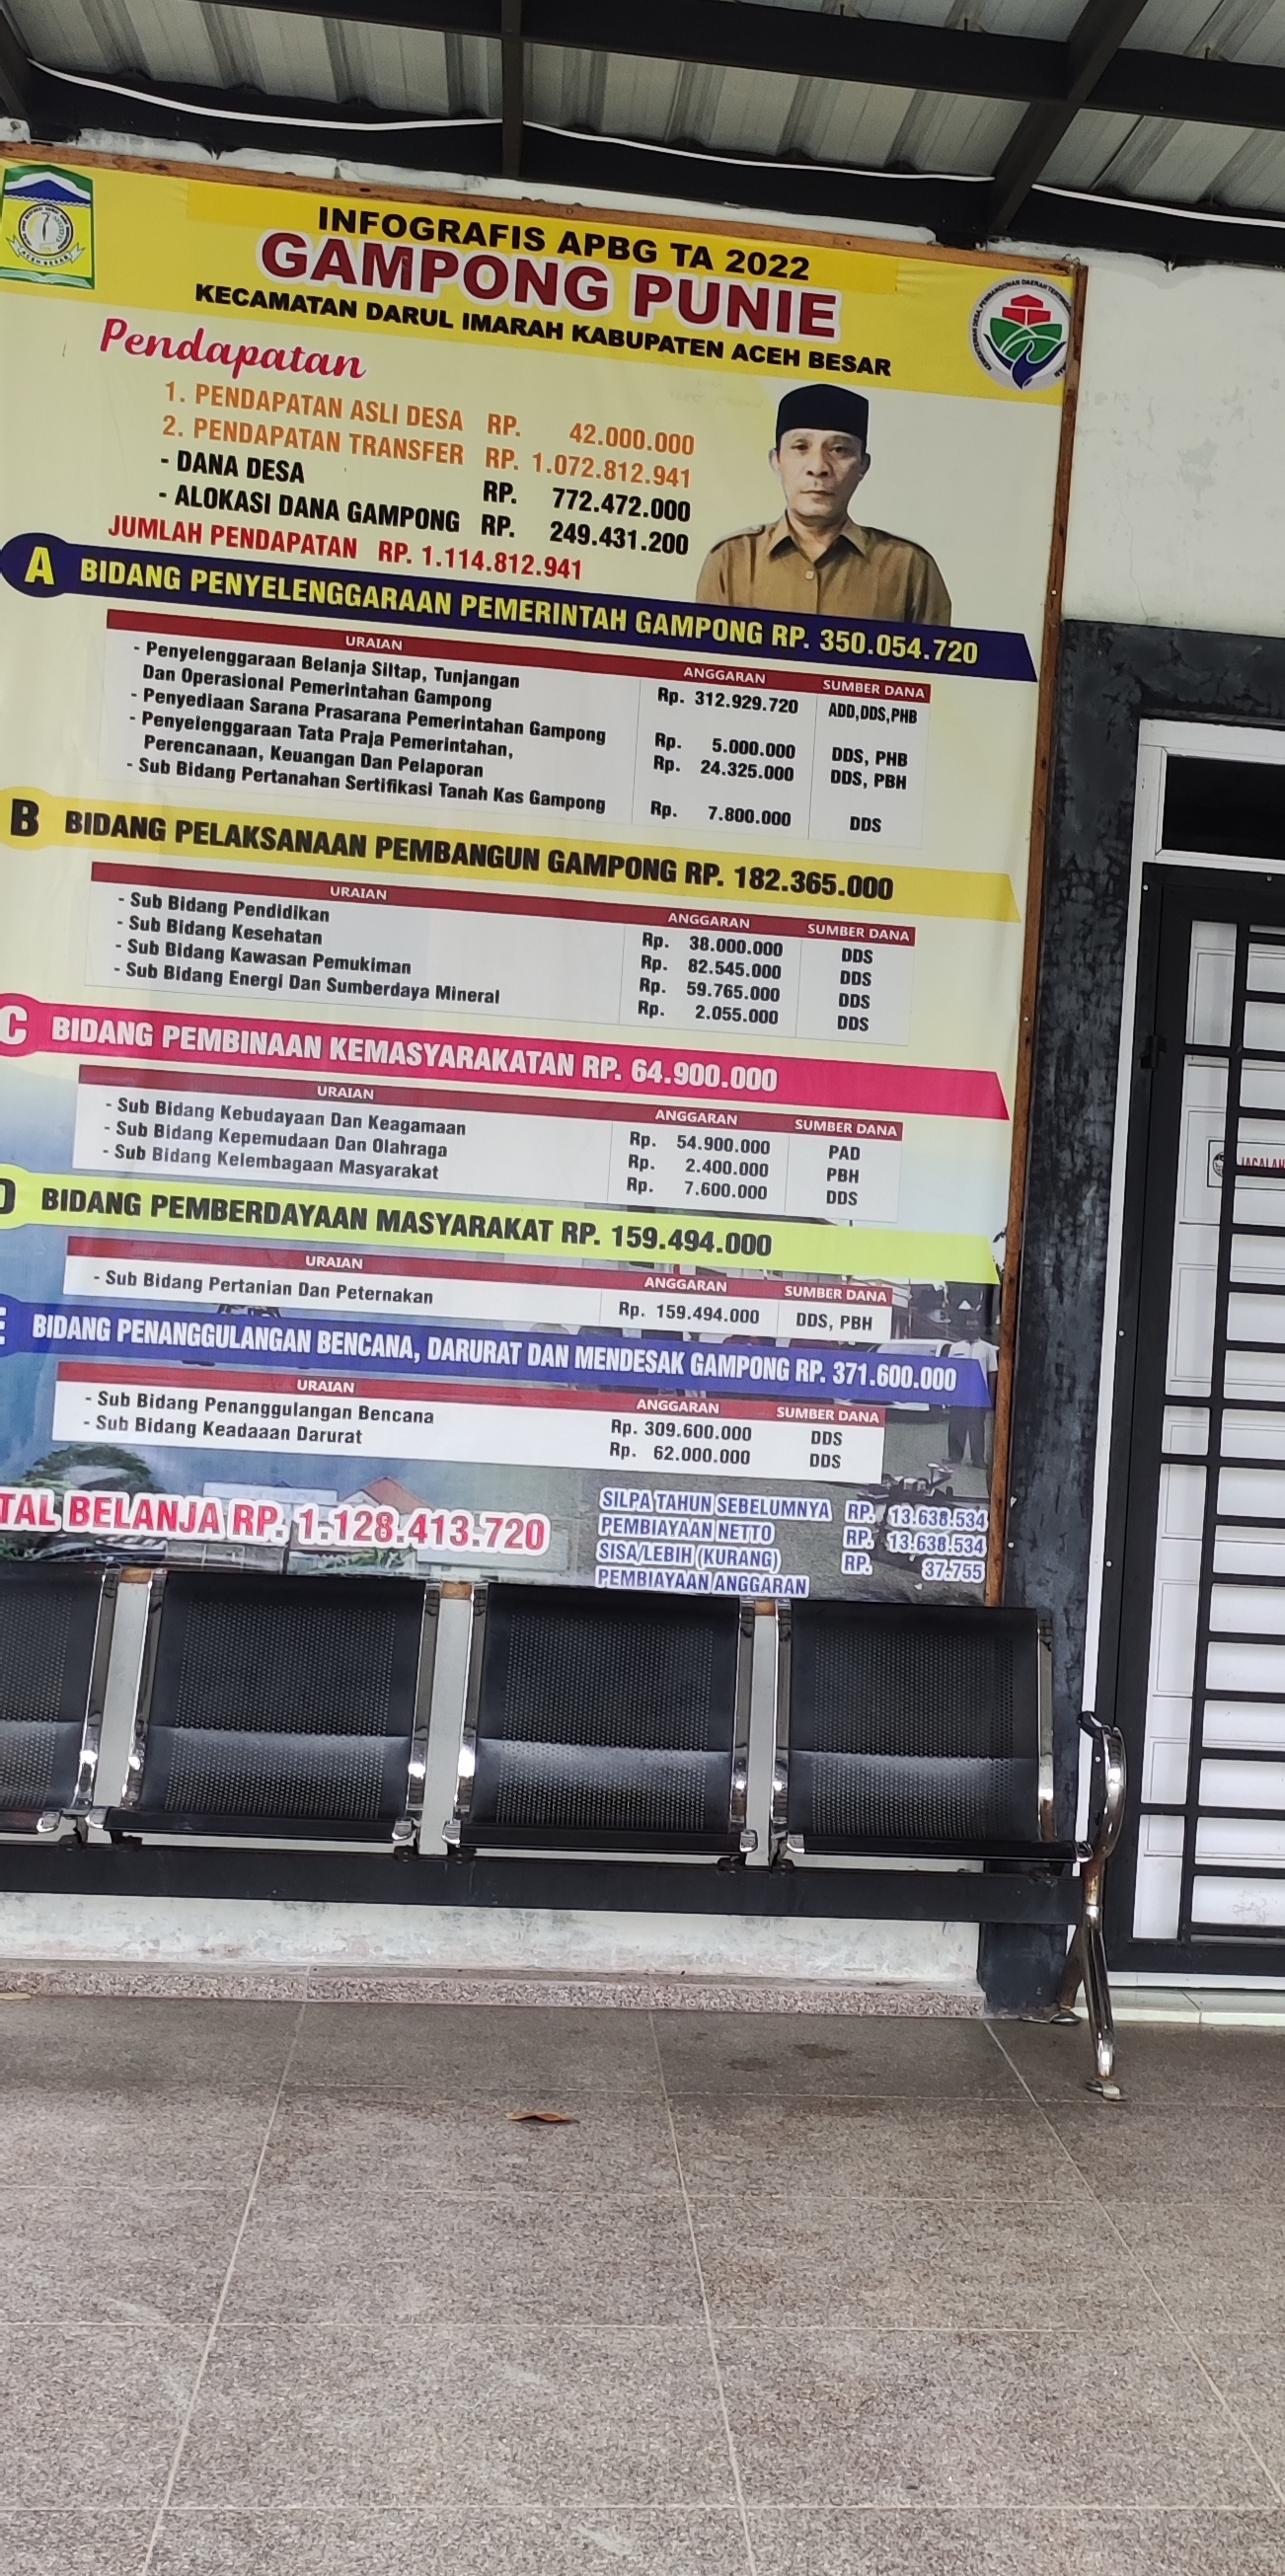 INFOGRAFIS APBG TA 2022
GAMPONG PUNIE
KECAMATAN DARUL IMARAH KABUPATEN ACEH BESAR
ACEH BESAR
Pendapatan
1. PENDAPATAN ASLI DESA RP. 42.000.000
2. PENDAPATAN TRANSFER RP. 1.072.812.941
- DANA DESA RP. 772.472.000
- ALOKASI DANA GAMPONG RP. 249.431.200
JUMLAH PENDAPATAN RP. 1.114.812.941
A BIDANG PENYELENGGARAAN PEMERINTAH GAMPONG RP. 350.054.720
URAIAN ANGGARAN SUMBER DANA
- Penyelenggaraan Belanja Siltap, Tunjangan
Dan Operasional Pemerintahan Gampong Rp. 312.929.720 ADD,DDS,PHB
- Penyediaan Sarana Prasarana Pemerintahan Gampong Rp. 5.000.000 DDS, PHB
- Penyelenggaraan Tata Praja Pemerintahan, Rp. 24.325.000 DDS, PBH
Perencanaan, Keuangan Dan Pelaporan
- Sub Bidang Pertanahan Sertifikasi Tanah Kas Gampong Rp. 7.800.000 DDS
B BIDANG PELAKSANAAN PEMBANGUN GAMPONG RP. 182.365.000
URAIAN ANGGARAN SUMBER DANA
- Sub Bidang Pendidikan Rp. 38.000.000 DDS
- Sub Bidang Kesehatan Rp. 82.545.000 DDS
- Sub Bidang Kawasan Pemukiman Rp. 59.765.000 DDS
- Sub Bidang Energi Dan Sumberdaya Mineral Rp. 2.055.000 DDS
C BIDANG PEMBINAAN KEMASYARAKATAN RP. 64.900.000
URAIAN ANGGARAN SUMBER DANA
- Sub Bidang Kebudayaan Dan Keagamaan Rp. 54.900.000 PAD
- Sub Bidang Kepemudaan Dan Olahraga Rp. 2.400.000 PBH
- Sub Bidang Kelembagaan Masyarakat Rp. 7.600.000 DDS
D BIDANG PEMBERDAYAAN MASYARAKAT RP. 159.494.000
URAIAN ANGGARAN SUMBER DANA
- Sub Bidang Pertanian Dan Peternakan Rp. 159.494.000 DDS, PBH
E BIDANG PENANGGULANGAN BENCANA, DARURAT DAN MENDESAK GAMPONG RP. 371.600.000
URAIAN ANGGARAN SUMBER DANA
- Sub Bidang Penanggulangan Bencana Rp. 309.600.000 DDS
- Sub Bidang Keadaaan Darurat Rp. 62.000.000 DDS
TAL BELANJA RP. 1.128.413.720
SILPA TAHUN SEBELUMNYA RP. 13.638.534
PEMBIAYAAN NETTO RP. 13.638.534
SISA/LEBIH (KURANG) RP. 37.755
PEMBIAYAAN ANGGARAN